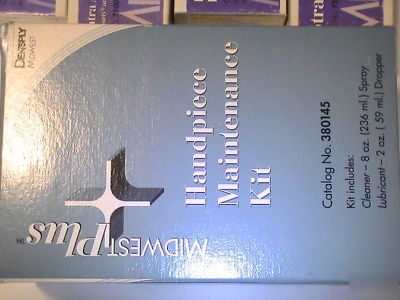 DENTSPLY
MIDWEST
MIDWEST Plus™
Handpiece
Maintenance
Kit
Catalog No. 380145
Kit includes:
Cleaner – 8 oz. (236 ml.) Spray
Lubricant – 2 oz. ( 59 ml.) Dropper